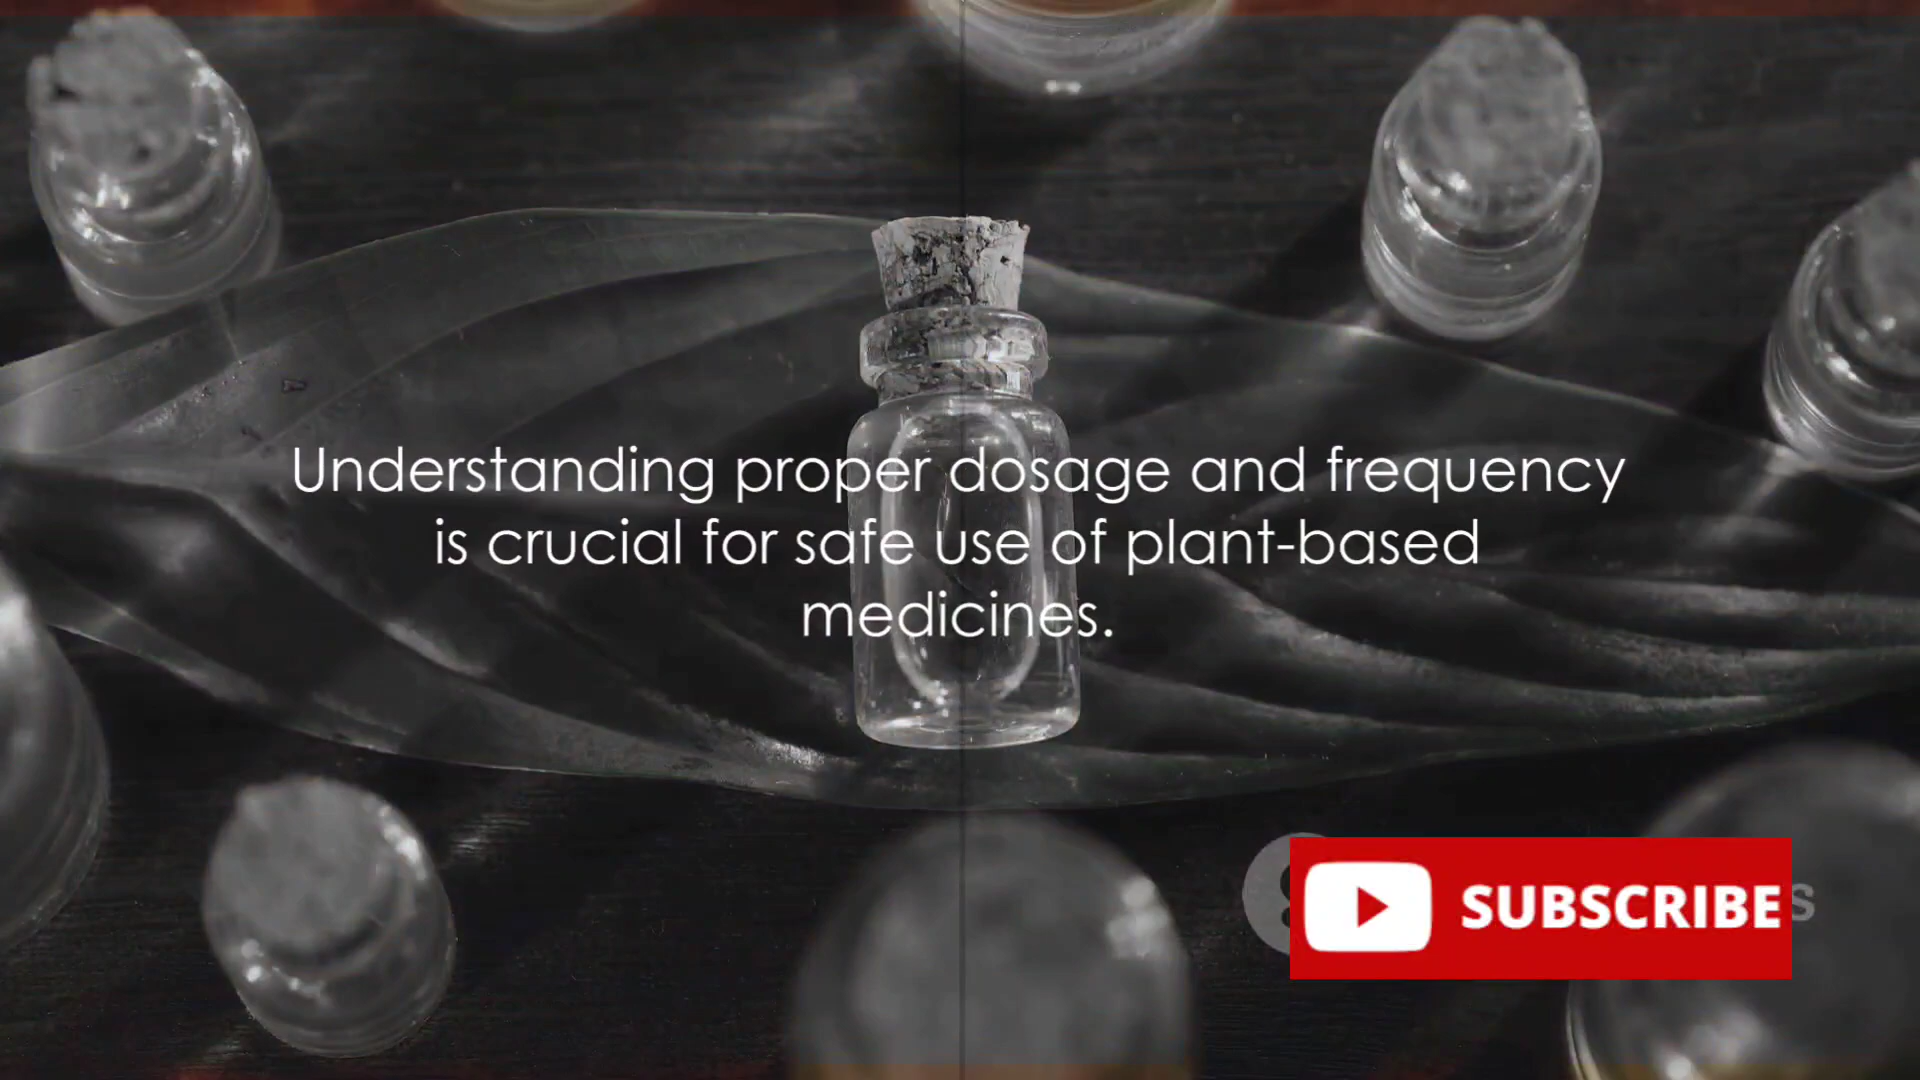 Understanding proper dosage and frequency
is crucial for safe use of plant-based
medicines.
SUBSCRIBE